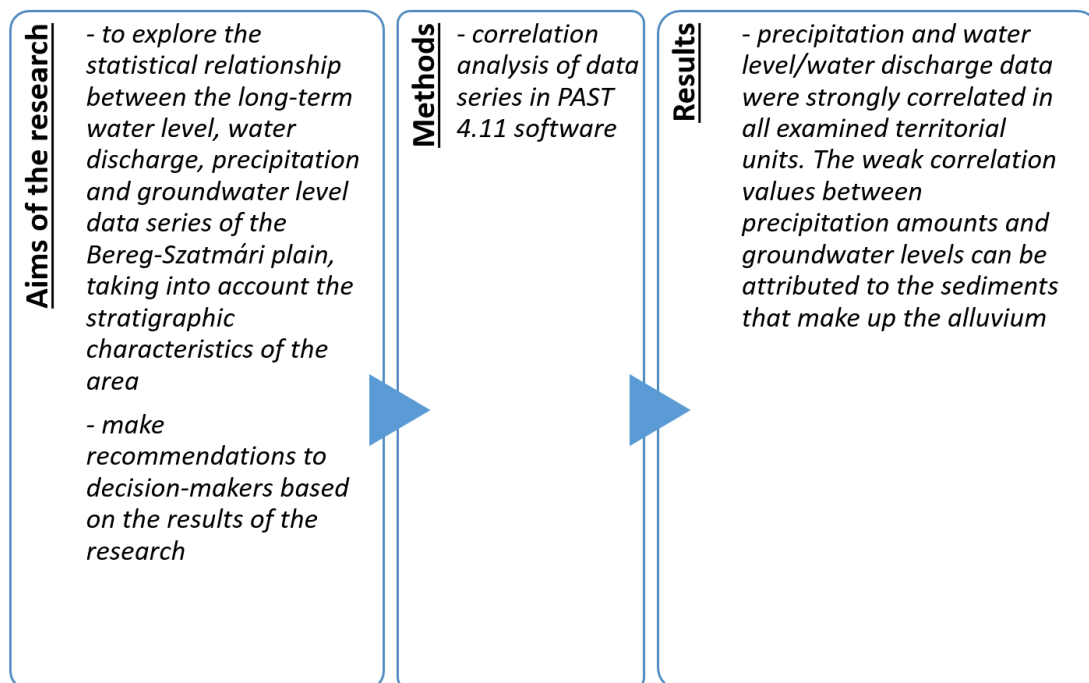 Aims of the research
- to explore the
statistical relationship
between the long-term
water level, water
discharge, precipitation
and groundwater level
data series of the
Bereg-Szatmári plain,
taking into account the
stratigraphic
characteristics of the
area
- make
recommendations to
decision-makers based
on the results of the
research
Methods
- correlation
analysis of data
series in PAST
4.11 software
Results
- precipitation and water
level/water discharge data
were strongly correlated in
all examined territorial
units. The weak correlation
values between
precipitation amounts and
groundwater levels can be
attributed to the sediments
that make up the alluvium